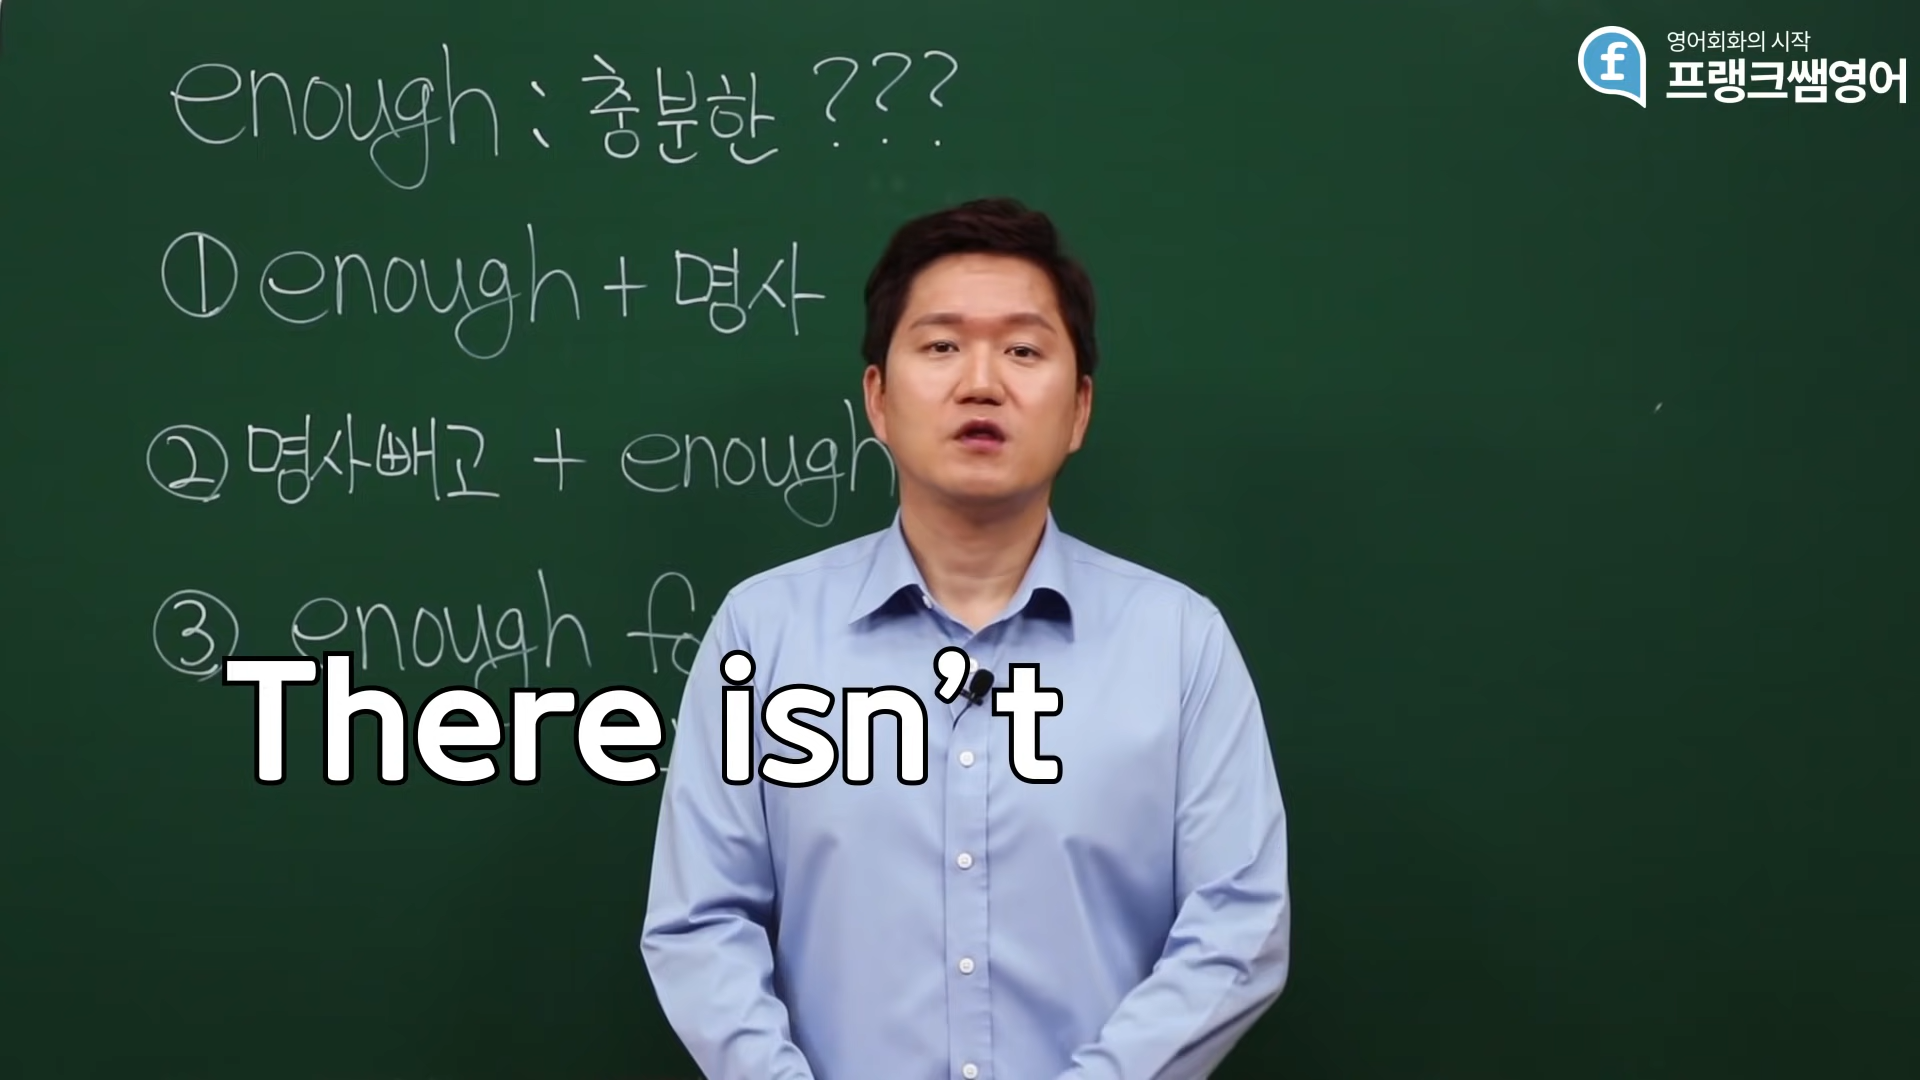 영어회화의 시작
프랭크쌤영어
enough : 충분한 ???
① enough + 명사
② 명사빼고 + enough
③ enough fo
There isn't